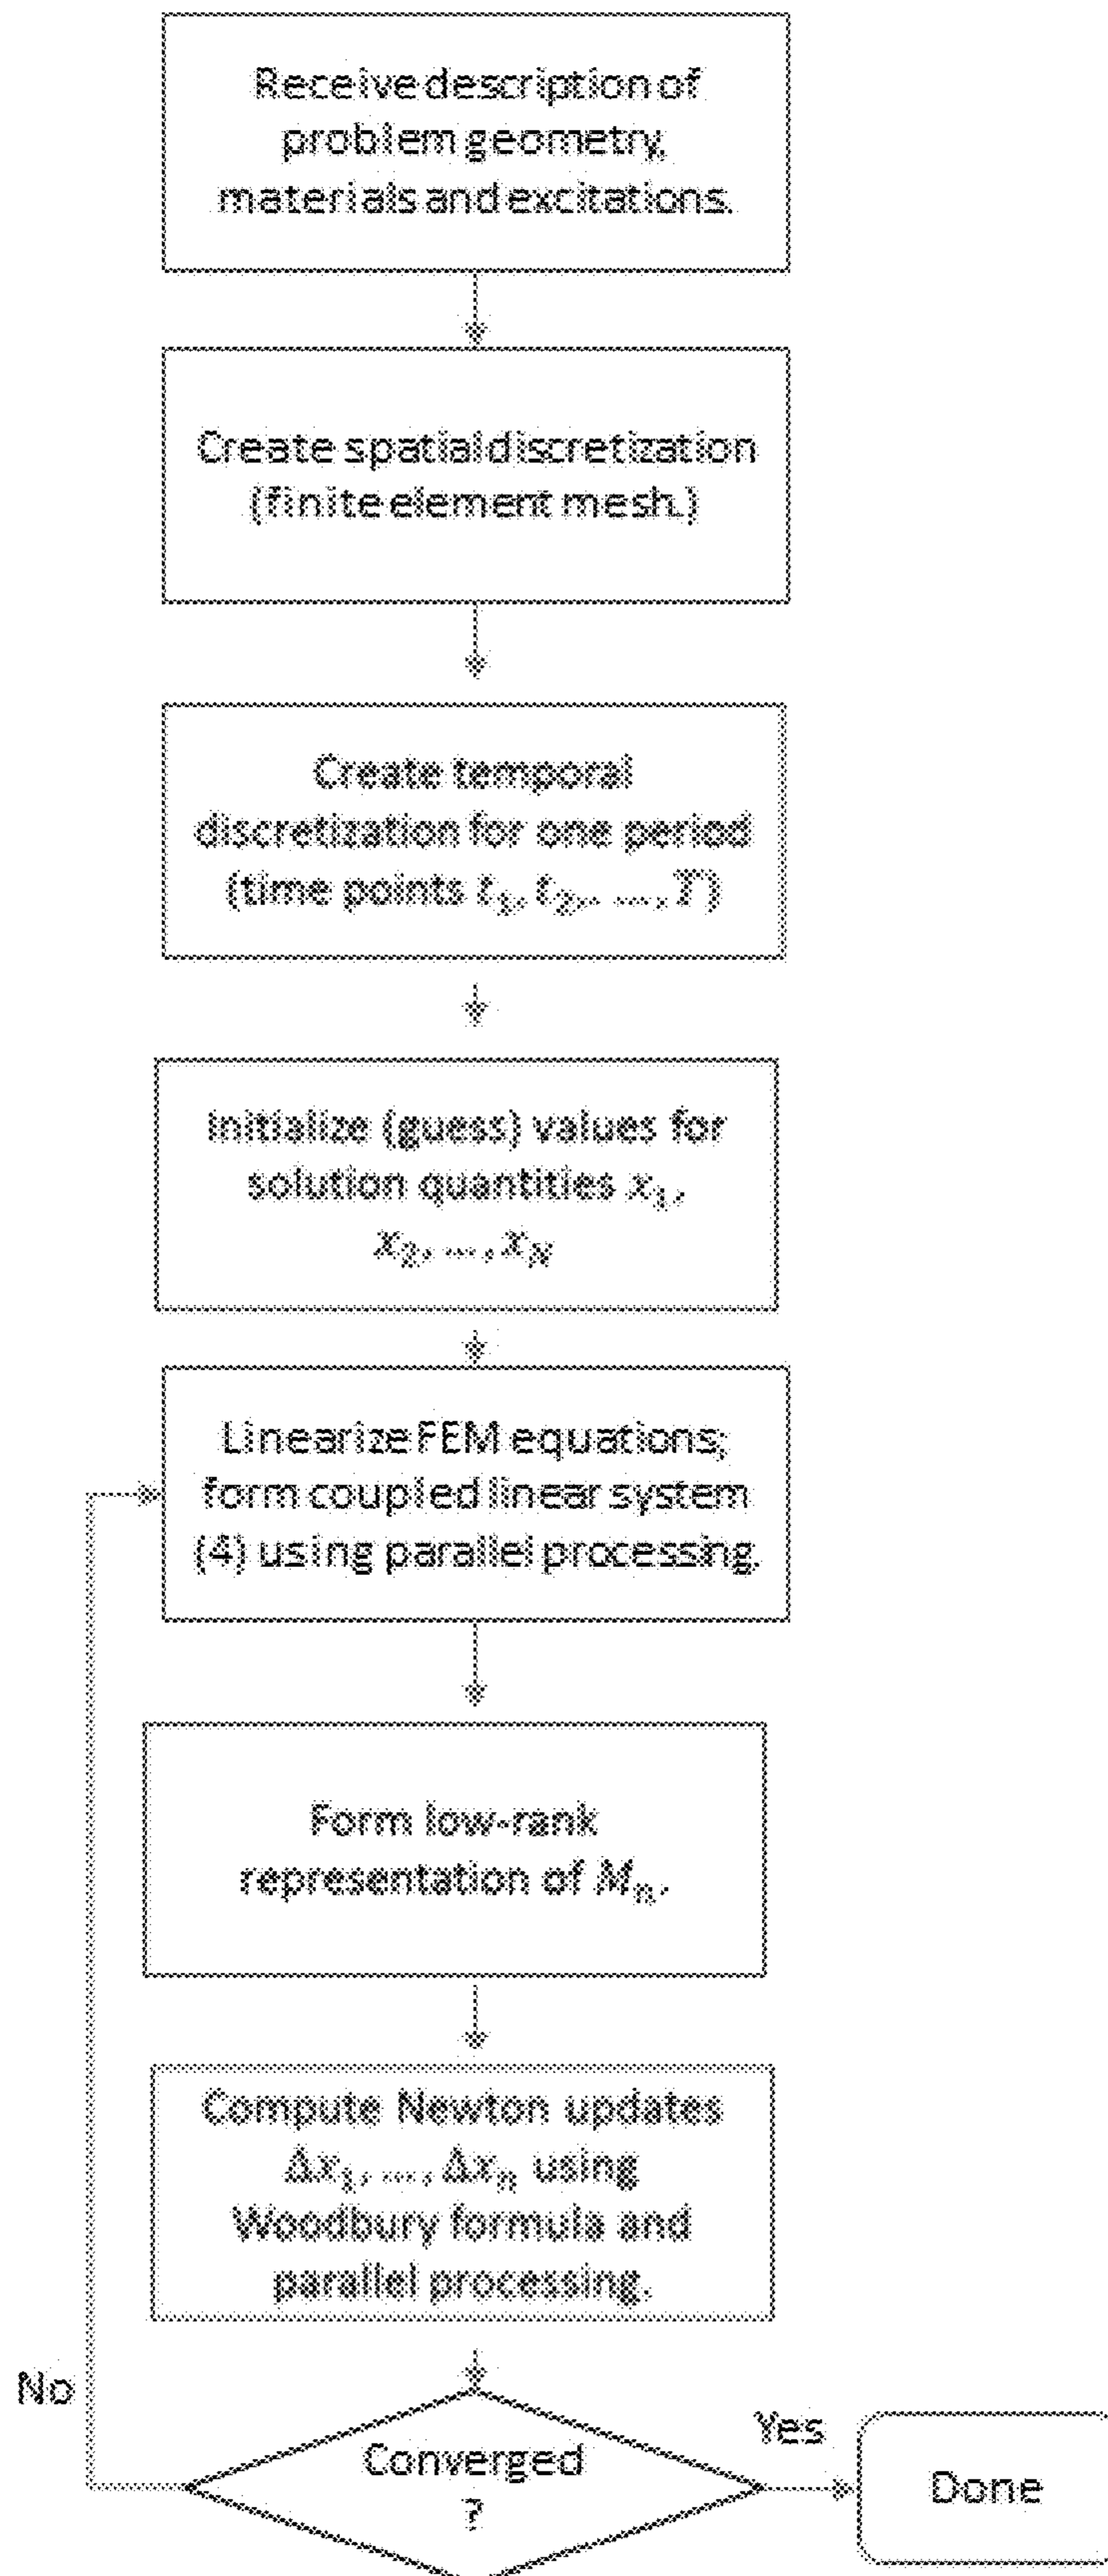 Receive description of
problem geometry,
materials and excitations.
Create spatial discretization
(finite element mesh.)
Create temporal
discretization for one period
(time points t₁, t₂, ..., T)
Initialize (guess) values for
solution quantities x₁,
x₂, ..., x_N
Linearize FEM equations;
form coupled linear system
(4) using parallel processing.
Form low-rank
representation of Mₙ.
Compute Newton updates
Δx₁, ..., Δxₙ using
Woodbury formula and
parallel processing.
No
Yes
Converged
?
Done